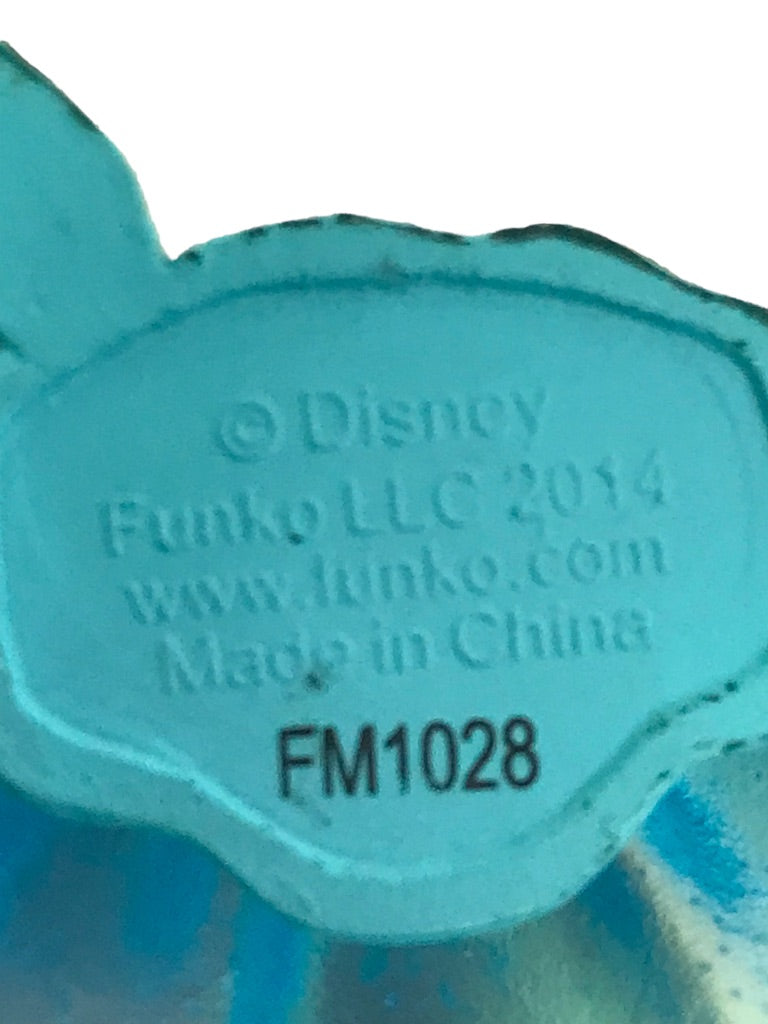 © Disney
Funko LLC 2014
www.funko.com
Made in China
FM1028